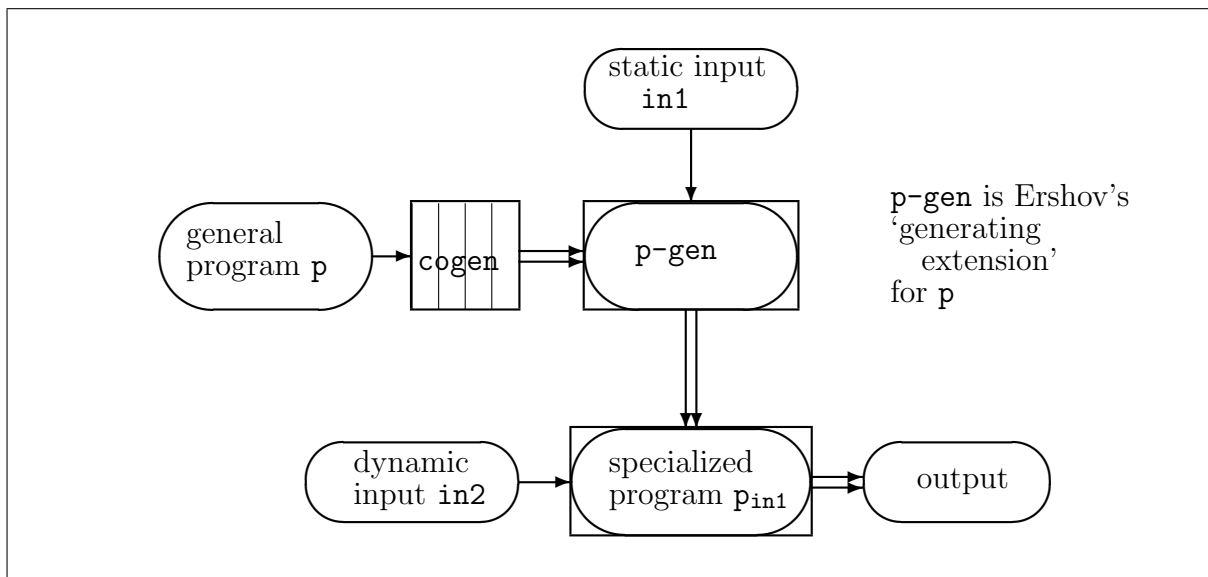 static input
in1
general
program p
cogen
p-gen
p-gen is Ershov's
‘generating
extension’
for p
dynamic
input in2
specialized
program p_in1
output